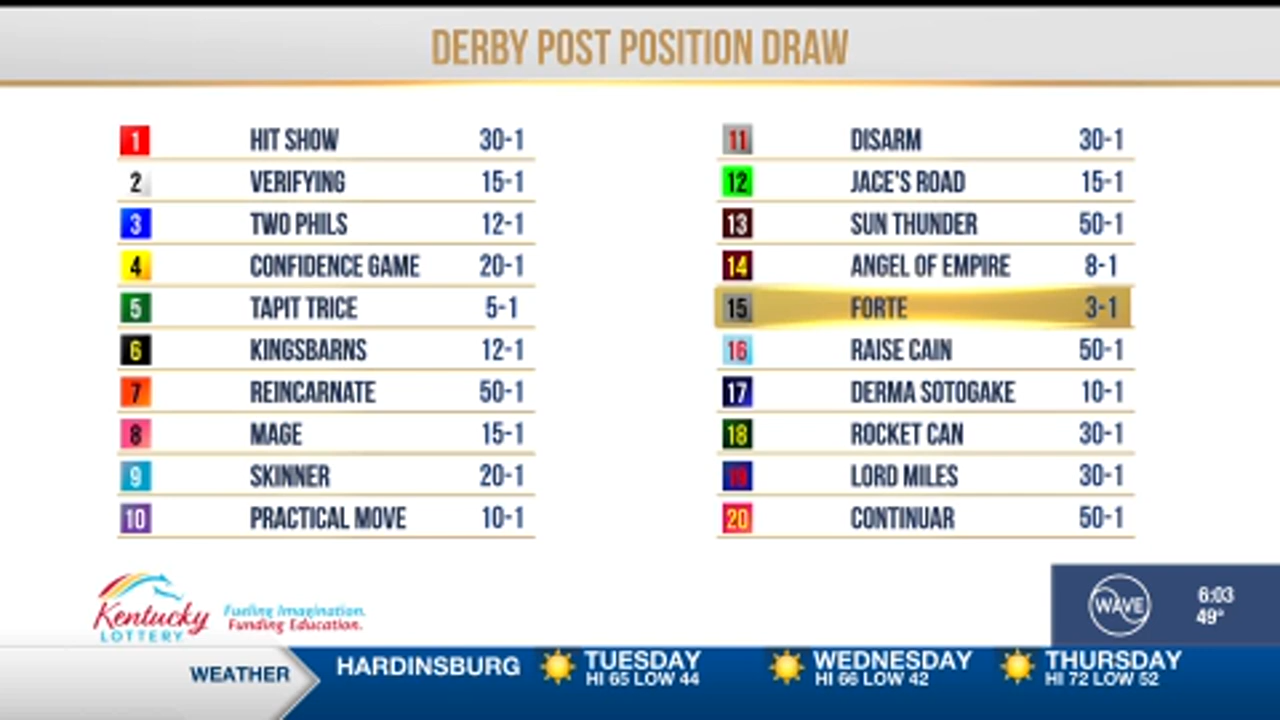 DERBY POST POSITION DRAW
1 HIT SHOW 30-1
2 VERIFYING 15-1
3 TWO PHILS 12-1
4 CONFIDENCE GAME 20-1
5 TAPIT TRICE 5-1
6 KINGSBARNS 12-1
7 REINCARNATE 50-1
8 MAGE 15-1
9 SKINNER 20-1
10 PRACTICAL MOVE 10-1
11 DISARM 30-1
12 JACE'S ROAD 15-1
13 SUN THUNDER 50-1
14 ANGEL OF EMPIRE 8-1
15 FORTE 3-1
16 RAISE CAIN 50-1
17 DERMA SOTOGAKE 10-1
18 ROCKET CAN 30-1
19 LORD MILES 30-1
20 CONTINUAR 50-1
Kentucky
LOTTERY
Fueling Imagination.
Funding Education.
WAVE
6:03
49°
WEATHER
HARDINSBURG
TUESDAY
HI 65 LOW 44
WEDNESDAY
HI 66 LOW 42
THURSDAY
HI 72 LOW 52